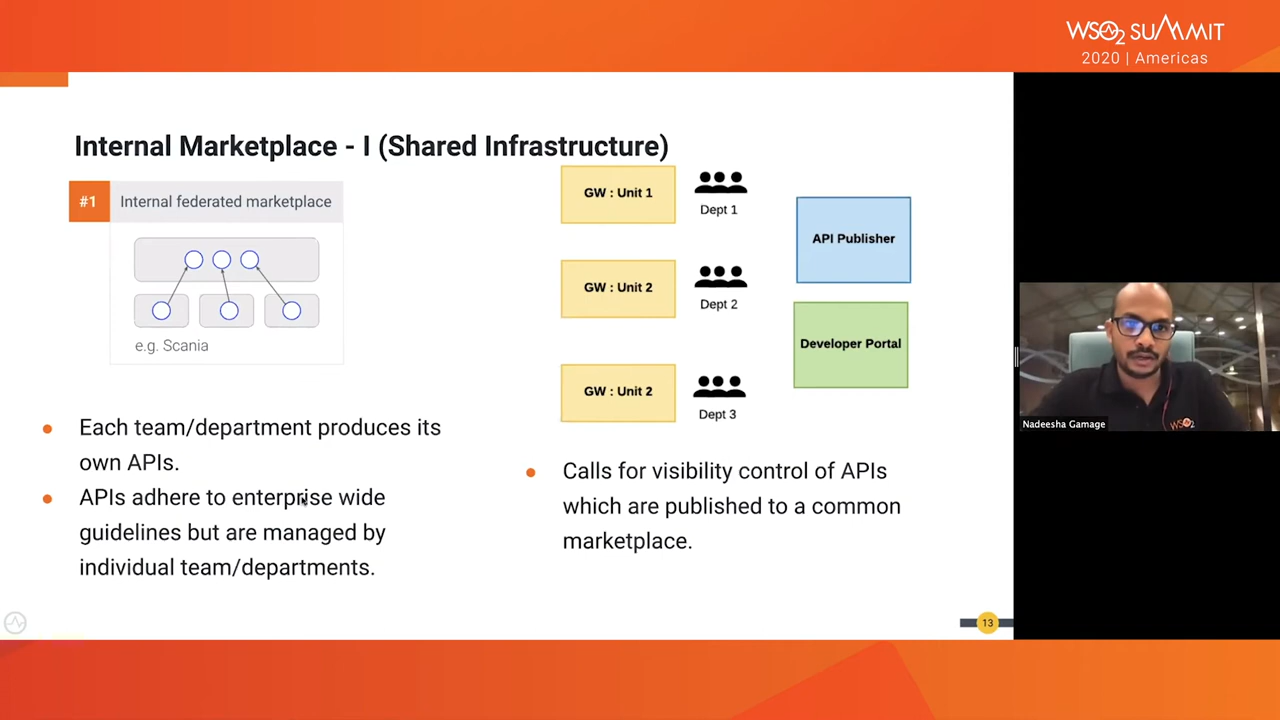 WSO2 SUMMIT
2020 | Americas
Internal Marketplace - I (Shared Infrastructure)
#1 Internal federated marketplace
e.g. Scania
GW : Unit 1
Dept 1
GW : Unit 2
Dept 2
GW : Unit 2
Dept 3
API Publisher
Developer Portal
Each team/department produces its
own APIs.
APIs adhere to enterprise wide
guidelines but are managed by
individual team/departments.
Calls for visibility control of APIs
which are published to a common
marketplace.
13
Nadeesha Gamage
WSO2